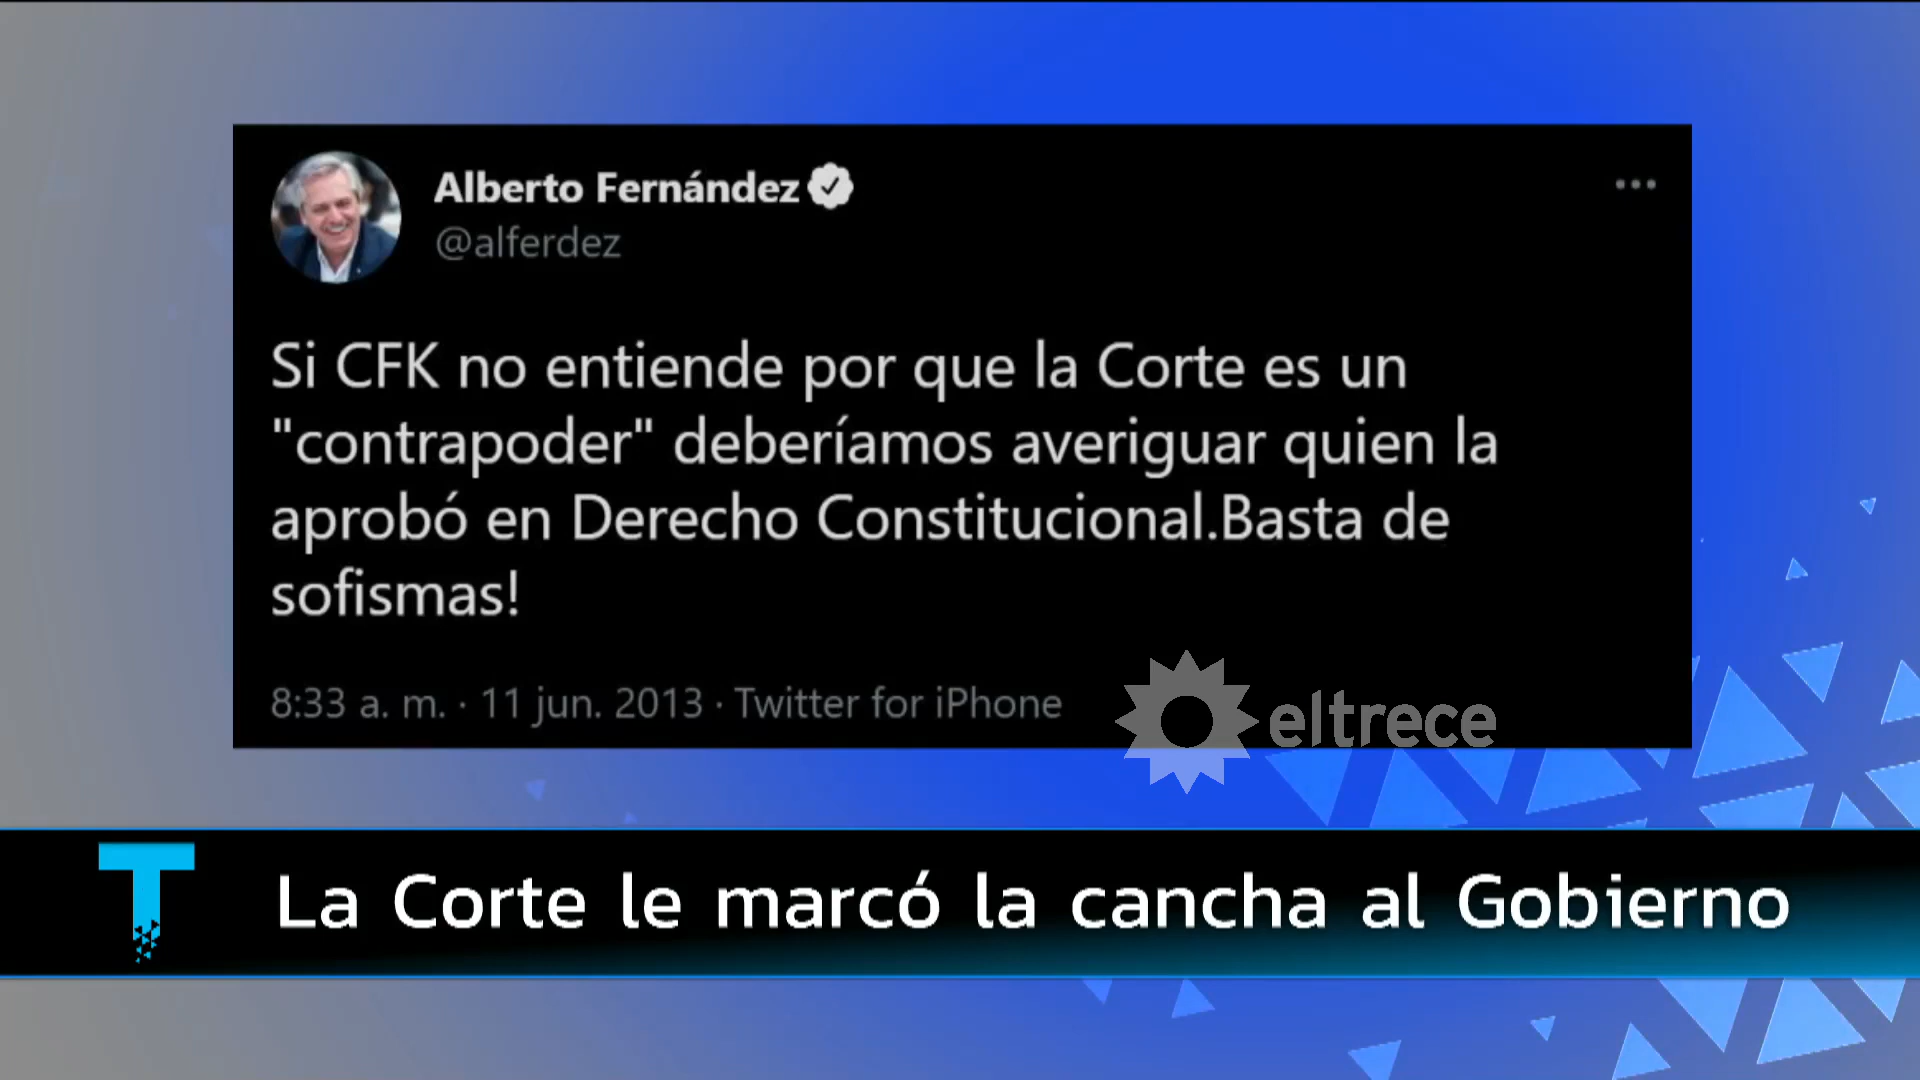 Alberto Fernández
@alferdez
Si CFK no entiende por que la Corte es un
"contrapoder" deberíamos averiguar quien la
aprobó en Derecho Constitucional.Basta de
sofismas!
8:33 a. m. · 11 jun. 2013 · Twitter for iPhone
eltrece
T La Corte le marcó la cancha al Gobierno